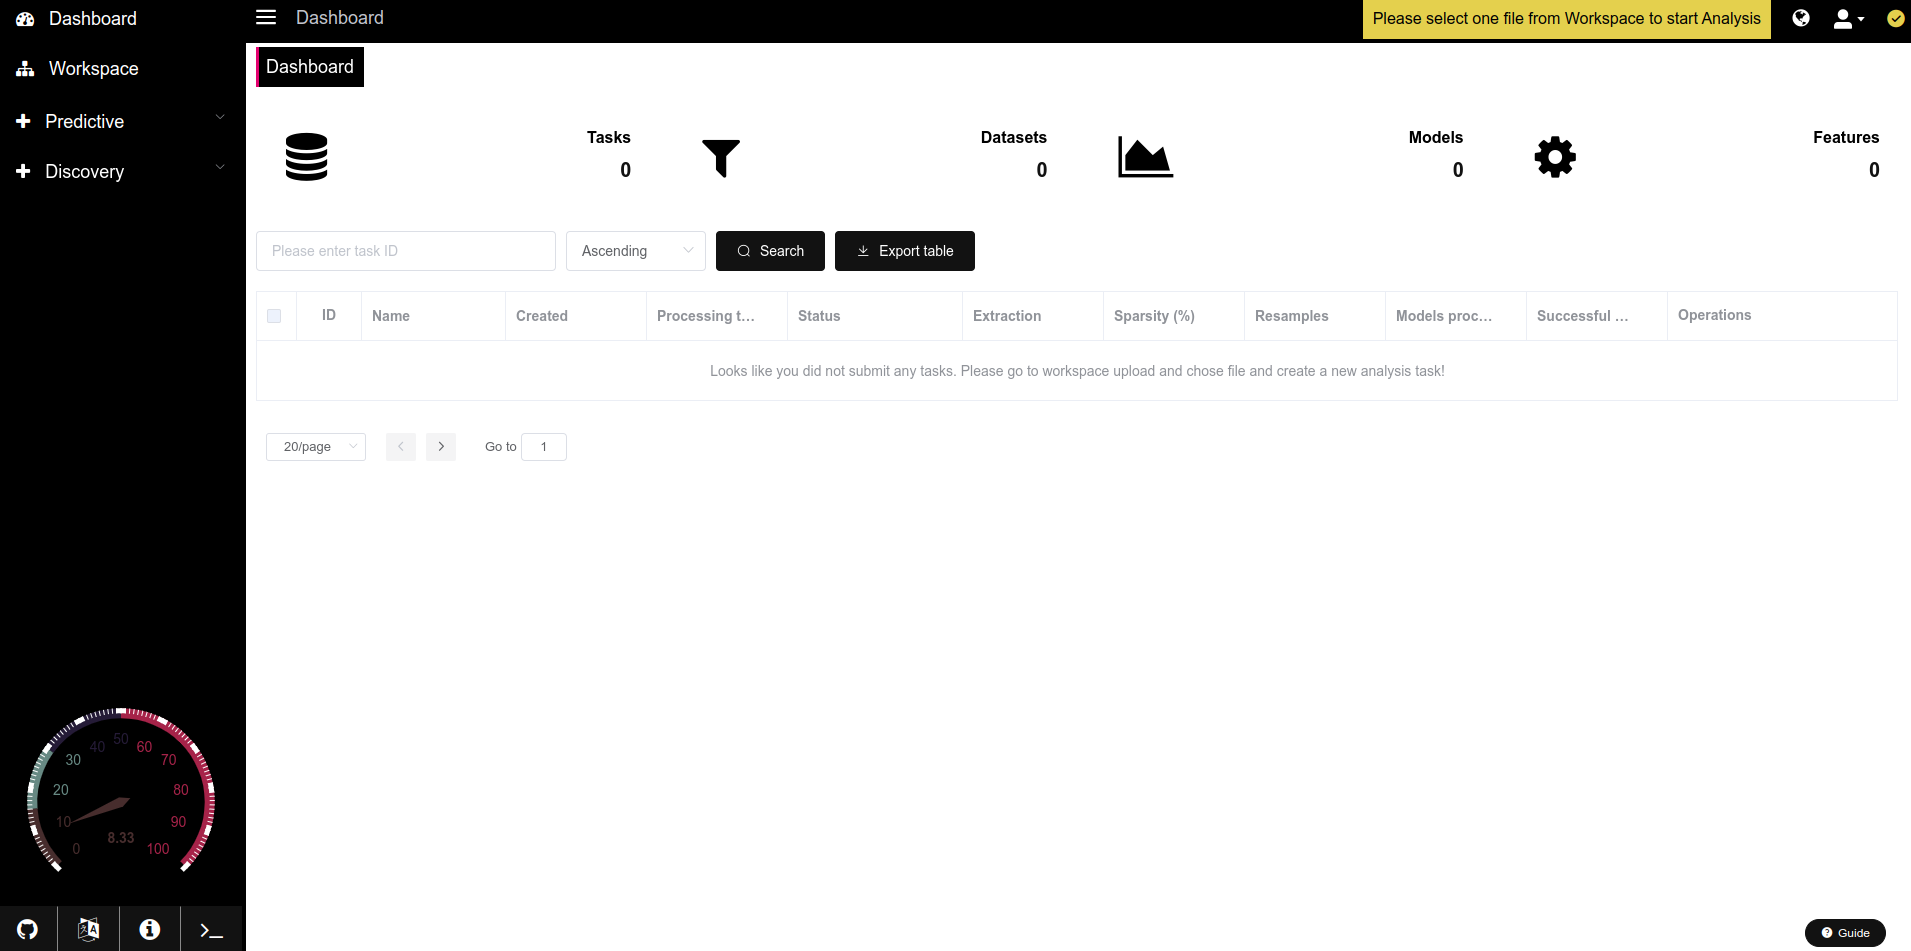 Dashboard
Workspace
Predictive
Discovery
Dashboard
Please select one file from Workspace to start Analysis
Dashboard
Tasks
0
Datasets
0
Models
0
Features
0
Please enter task ID
Ascending
Search
Export table
ID
Name
Created
Processing t...
Status
Extraction
Sparsity (%)
Resamples
Models proc...
Successful ...
Operations
Looks like you did not submit any tasks. Please go to workspace upload and chose file and create a new analysis task!
20/page
Go to
1
0
10
20
30
40
50
60
70
80
90
100
8.33
Guide